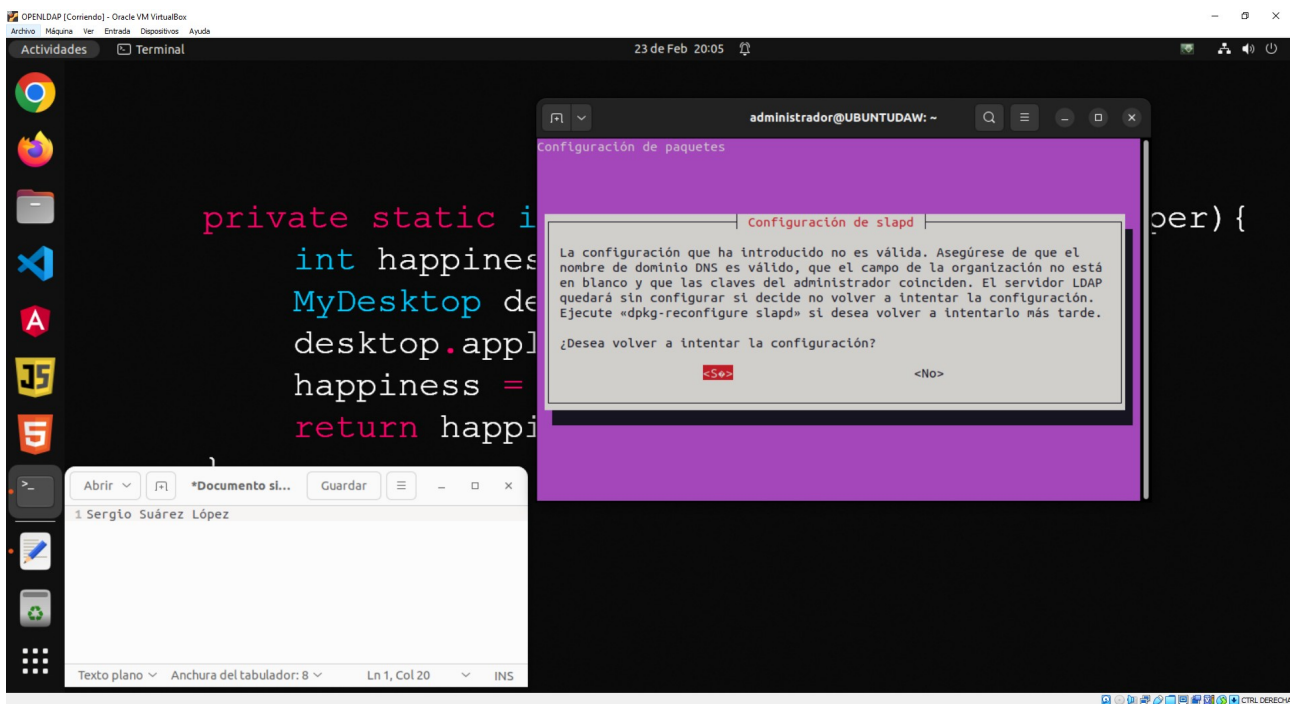 OPENLDAP [Corriendo] - Oracle VM VirtualBox
Archivo Máquina Ver Entrada Dispositivos Ayuda
Actividades Terminal 23 de Feb 20:05
administrador@UBUNTUDAW: ~
Configuración de paquetes
Configuración de slapd
La configuración que ha introducido no es válida. Asegúrese de que el
nombre de dominio DNS es válido, que el campo de la organización no está
en blanco y que las claves del administrador coinciden. El servidor LDAP
quedará sin configurar si decide no volver a intentar la configuración.
Ejecute «dpkg-reconfigure slapd» si desea volver a intentarlo más tarde.
¿Desea volver a intentar la configuración?
<S�> <No>
private static i per){
int happines
MyDesktop de
desktop.appl
happiness =
return happi
}
A
JS
5
>_
Abrir *Documento si... Guardar
1 Sergio Suárez López
Texto plano Anchura del tabulador: 8 Ln 1, Col 20 INS
CTRL DERECHA